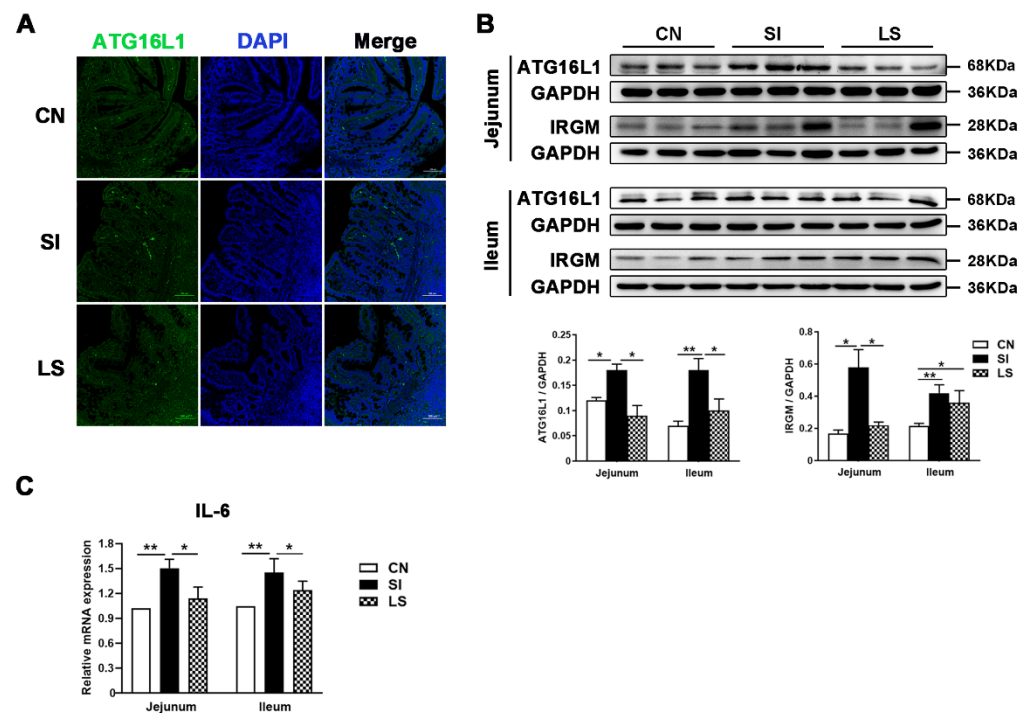 A
ATG16L1 DAPI Merge
CN
SI
LS
B
CN SI LS
Jejunum
ATG16L1 68KDa
GAPDH 36KDa
IRGM 28KDa
GAPDH 36KDa
Ileum
ATG16L1 68KDa
GAPDH 36KDa
IRGM 28KDa
GAPDH 36KDa
ATG16L1 / GAPDH
0.25
0.2
0.15
0.1
0.05
0
* * ** *
Jejunum Ileum
IRGM / GAPDH
0.8
0.6
0.4
0.2
0
* * ** *
Jejunum Ileum
CN
SI
LS
C
IL-6
Relative mRNA expression
1.8
1.5
1.2
0.9
0.6
0.3
0
** * ** *
Jejunum Ileum
CN
SI
LS